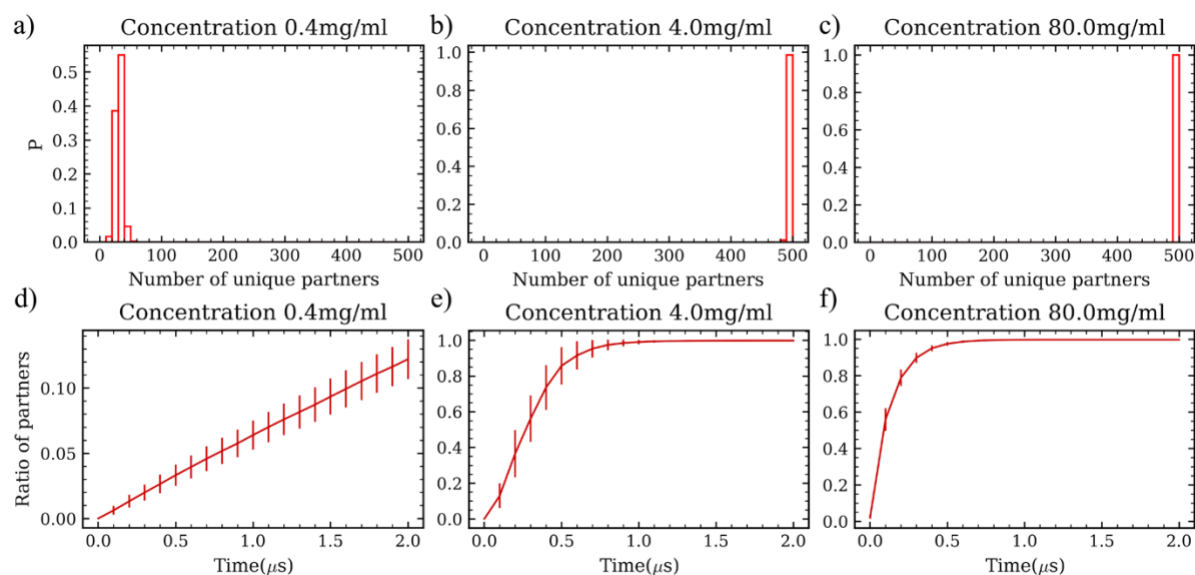 a) Concentration 0.4mg/ml
b) Concentration 4.0mg/ml
c) Concentration 80.0mg/ml
P
0.5
0.4
0.3
0.2
0.1
0.0
0 100 200 300 400 500
Number of unique partners
1.0
0.8
0.6
0.4
0.2
0.0
0 100 200 300 400 500
Number of unique partners
1.0
0.8
0.6
0.4
0.2
0.0
0 100 200 300 400 500
Number of unique partners
d) Concentration 0.4mg/ml
e) Concentration 4.0mg/ml
f) Concentration 80.0mg/ml
Ratio of partners
0.10
0.05
0.00
0.0 0.5 1.0 1.5 2.0
Time(μs)
1.0
0.8
0.6
0.4
0.2
0.0
0.0 0.5 1.0 1.5 2.0
Time(μs)
1.0
0.8
0.6
0.4
0.2
0.0
0.0 0.5 1.0 1.5 2.0
Time(μs)